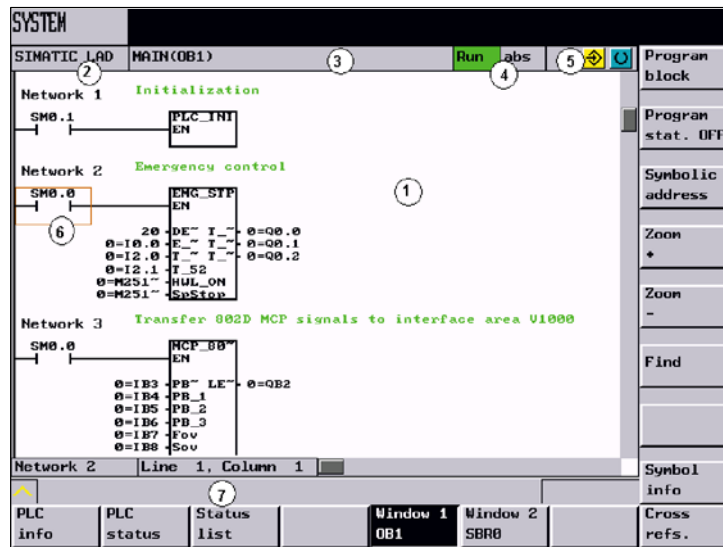 SYSTEM
SIMATIC LAD MAIN(OB1) 3 Run abs 5
2 4
Network 1 Initialization
SM0.1 PLC_INI
EN
Network 2 Emergency control
1
SM0.0 EMG_STP
EN
6
20 DE~ T_~ 0=Q0.0
0=I0.0 E_~ T_~ 0=Q0.1
0=I2.0 T_~ T_~ 0=Q0.2
0=I2.1 T_52
0=M251~ HWL_ON
0=M251~ SpStop
Network 3 Transfer 802D MCP signals to interface area V1000
SM0.0 MCP_80~
EN
0=IB3 PB~ LE~ 0=QB2
0=IB4 PB_1
0=IB5 PB_2
0=IB6 PB_3
0=IB7 Fov
0=IB8 Sov
Network 2 Line 1, Column 1
7
Program
block
Program
stat. OFF
Symbolic
address
Zoom
+
Zoom
-
Find
Symbol
info
Cross
refs.
PLC
info
PLC
status
Status
list
Window 1
OB1
Window 2
SBR0